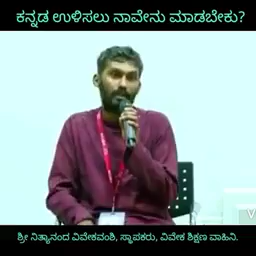 ಕನ್ನಡ ಉಳಿಸಲು ನಾವೇನು ಮಾಡಬೇಕು?
V
ಶ್ರೀ ನಿತ್ಯಾನಂದ ವಿವೇಕವಂಶಿ, ಸ್ಥಾಪಕರು, ವಿವೇಕ ಶಿಕ್ಷಣ ವಾಹಿನಿ.